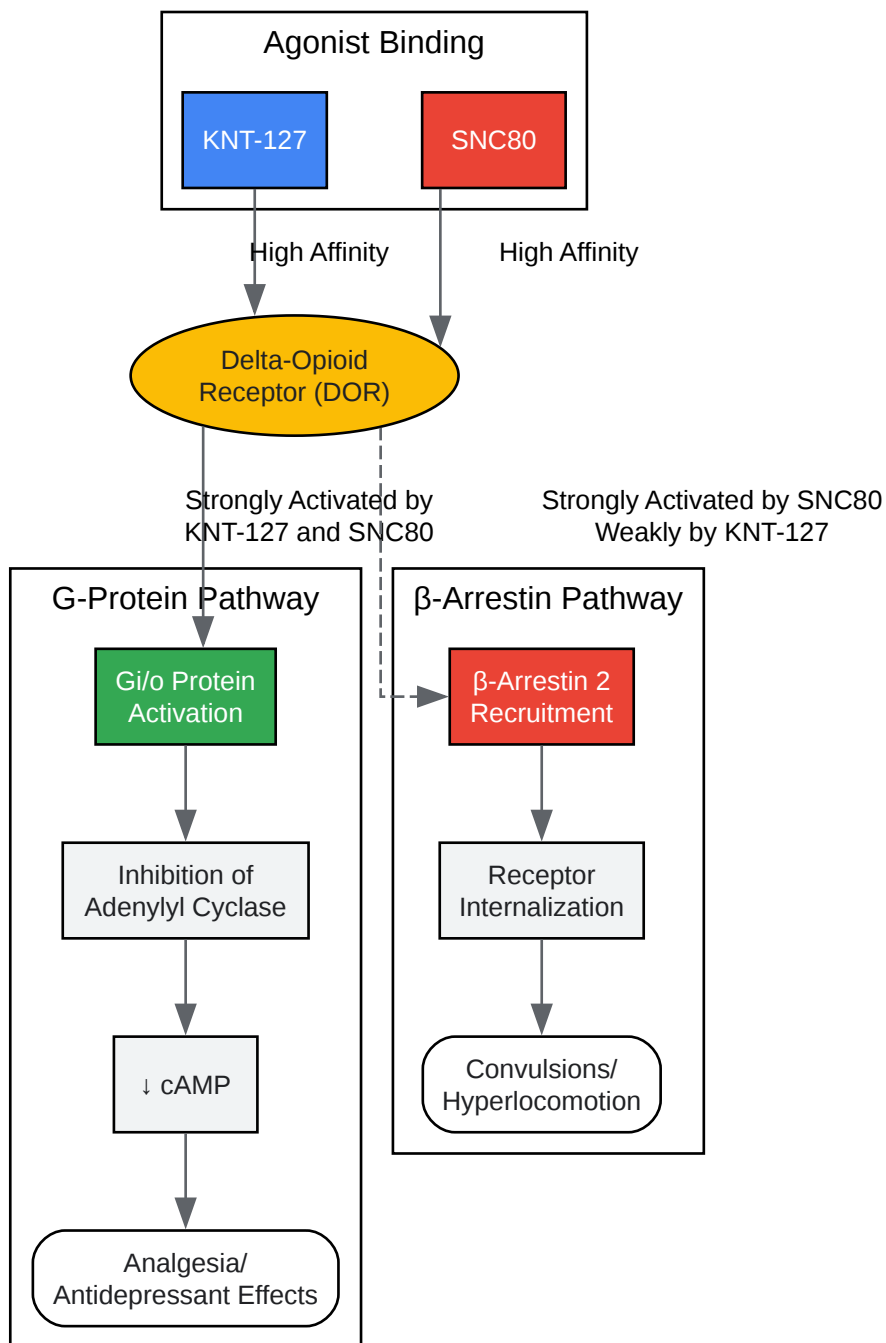 Agonist Binding
KNT-127
SNC80
High Affinity
High Affinity
Delta-Opioid
Receptor (DOR)
Strongly Activated by
KNT-127 and SNC80
Strongly Activated by SNC80
Weakly by KNT-127
G-Protein Pathway
Gi/o Protein
Activation
Inhibition of
Adenylyl Cyclase
↓ cAMP
Analgesia/
Antidepressant Effects
β-Arrestin Pathway
β-Arrestin 2
Recruitment
Receptor
Internalization
Convulsions/
Hyperlocomotion